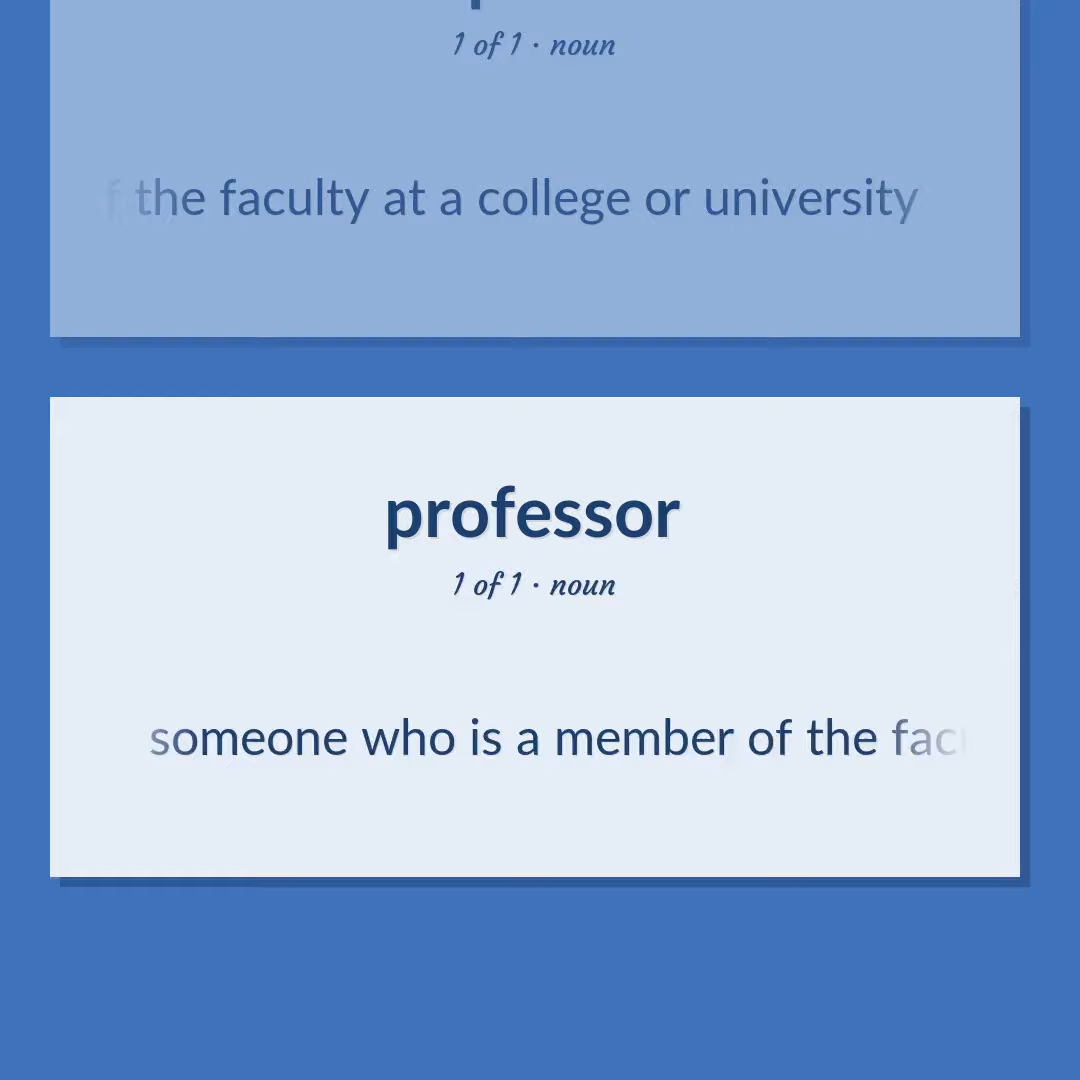 1 of 1 · noun
the faculty at a college or university
professor
1 of 1 · noun
someone who is a member of the